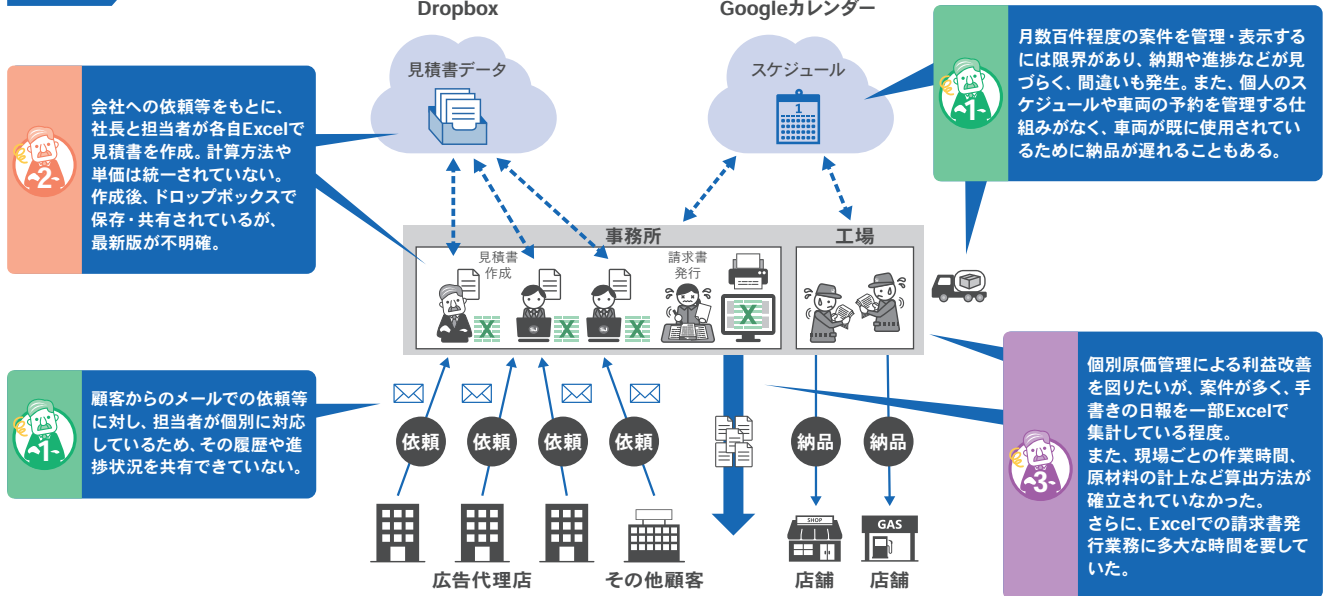 Dropbox
Googleカレンダー
見積書データ
スケジュール
1
会社への依頼等をもとに、
社長と担当者が各自Excelで
見積書を作成。計算方法や
単価は統一されていない。
作成後、ドロップボックスで
保存・共有されているが、
最新版が不明確。
2
月数百件程度の案件を管理・表示する
には限界があり、納期や進捗などが見
づらく、間違いも発生。また、個人のス
ケジュールや車両の予約を管理する仕
組みがなく、車両が既に使用されてい
るために納品が遅れることもある。
1
事務所
工場
見積書
作成
請求書
発行
X
X
X
X
顧客からのメールでの依頼等
に対し、担当者が個別に対応
しているため、その履歴や進
捗状況を共有できていない。
1
依頼
依頼
依頼
依頼
納品
納品
個別原価管理による利益改善
を図りたいが、案件が多く、手
書きの日報を一部Excelで
集計している程度。
また、現場ごとの作業時間、
原材料の計上など算出方法が
確立されていなかった。
さらに、Excelでの請求書発
行業務に多大な時間を要して
いた。
3
SHOP
GAS
広告代理店
その他顧客
店舗
店舗